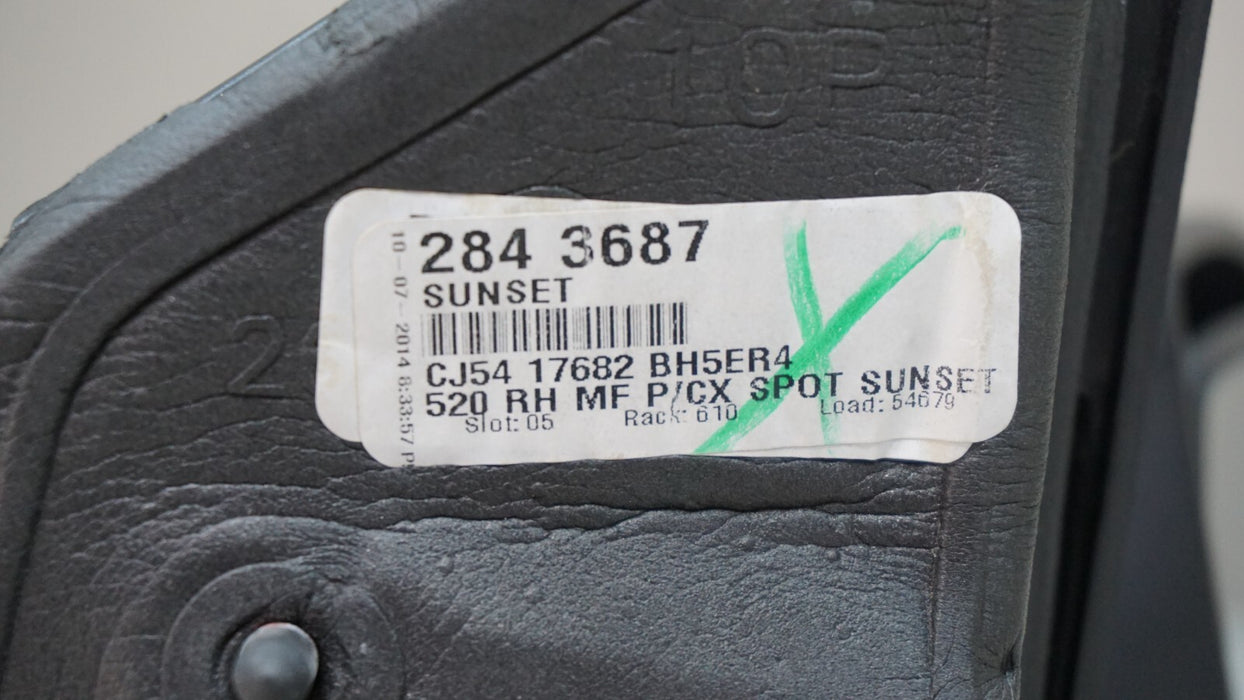 TOP
284 3687
SUNSET
CJ54 17682 BH5ER4
520 RH MF P/CX SPOT SUNSET
Slot: 05 Rack: 610 Load: 54679
10-07-2014 8:33:57 P